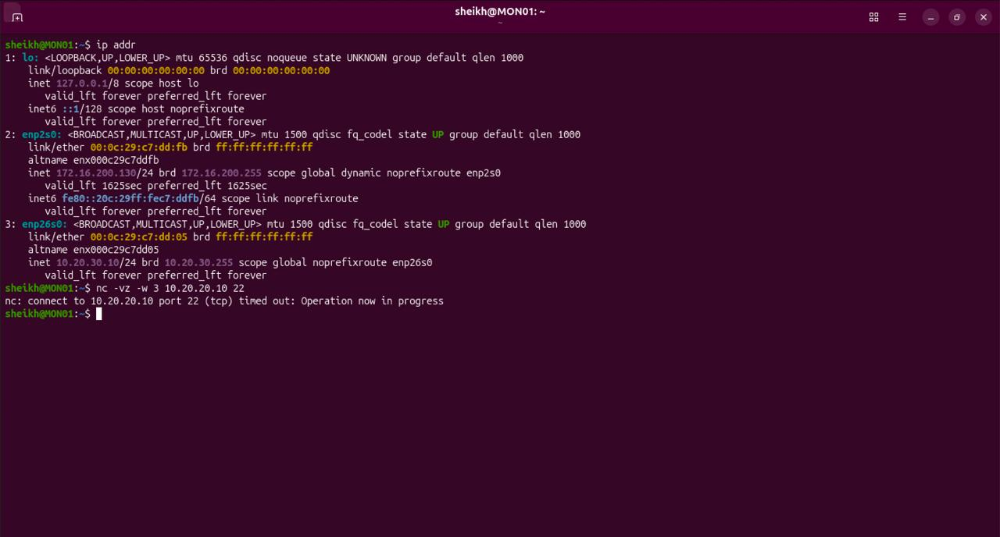 sheikh@MON01: ~
~
sheikh@MON01:~$ ip addr
1: lo: <LOOPBACK,UP,LOWER_UP> mtu 65536 qdisc noqueue state UNKNOWN group default qlen 1000
    link/loopback 00:00:00:00:00:00 brd 00:00:00:00:00:00
    inet 127.0.0.1/8 scope host lo
       valid_lft forever preferred_lft forever
    inet6 ::1/128 scope host noprefixroute
       valid_lft forever preferred_lft forever
2: enp2s0: <BROADCAST,MULTICAST,UP,LOWER_UP> mtu 1500 qdisc fq_codel state UP group default qlen 1000
    link/ether 00:0c:29:c7:dd:fb brd ff:ff:ff:ff:ff:ff
    altname enx000c29c7ddfb
    inet 172.16.200.130/24 brd 172.16.200.255 scope global dynamic noprefixroute enp2s0
       valid_lft 1625sec preferred_lft 1625sec
    inet6 fe80::20c:29ff:fec7:ddfb/64 scope link noprefixroute
       valid_lft forever preferred_lft forever
3: enp26s0: <BROADCAST,MULTICAST,UP,LOWER_UP> mtu 1500 qdisc fq_codel state UP group default qlen 1000
    link/ether 00:0c:29:c7:dd:05 brd ff:ff:ff:ff:ff:ff
    altname enx000c29c7dd05
    inet 10.20.30.10/24 brd 10.20.30.255 scope global noprefixroute enp26s0
       valid_lft forever preferred_lft forever
sheikh@MON01:~$ nc -vz -w 3 10.20.20.10 22
nc: connect to 10.20.20.10 port 22 (tcp) timed out: Operation now in progress
sheikh@MON01:~$